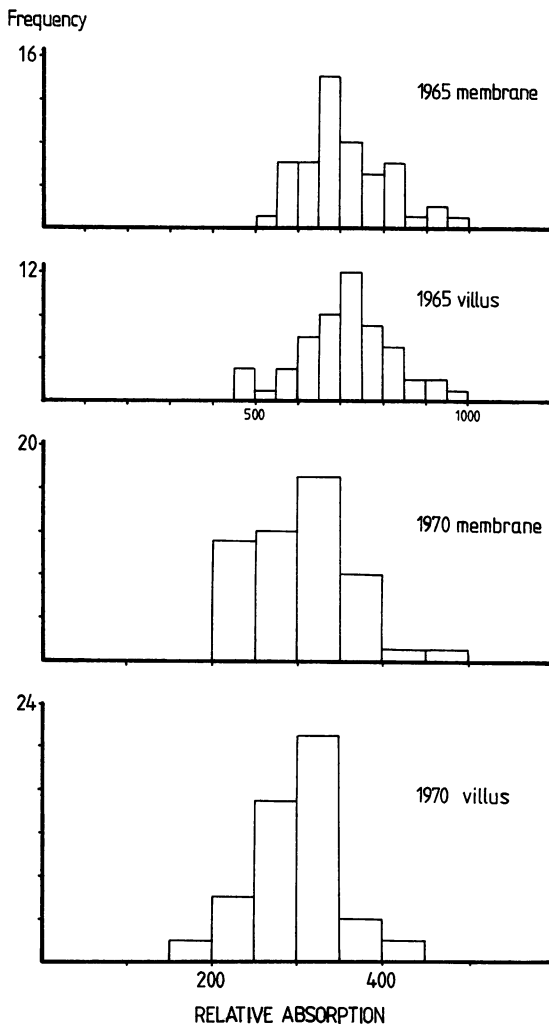 Frequency
16
1965 membrane
12
1965 villus
500 1000
20
1970 membrane
24
1970 villus
200 400
RELATIVE ABSORPTION